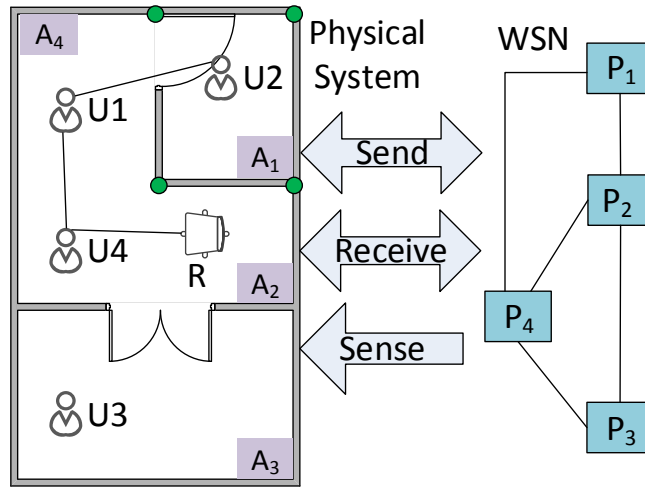 A4
U1
U2
A1
U4
R
A2
U3
A3
Physical
System
Send
Receive
Sense
WSN
P1
P2
P4
P3